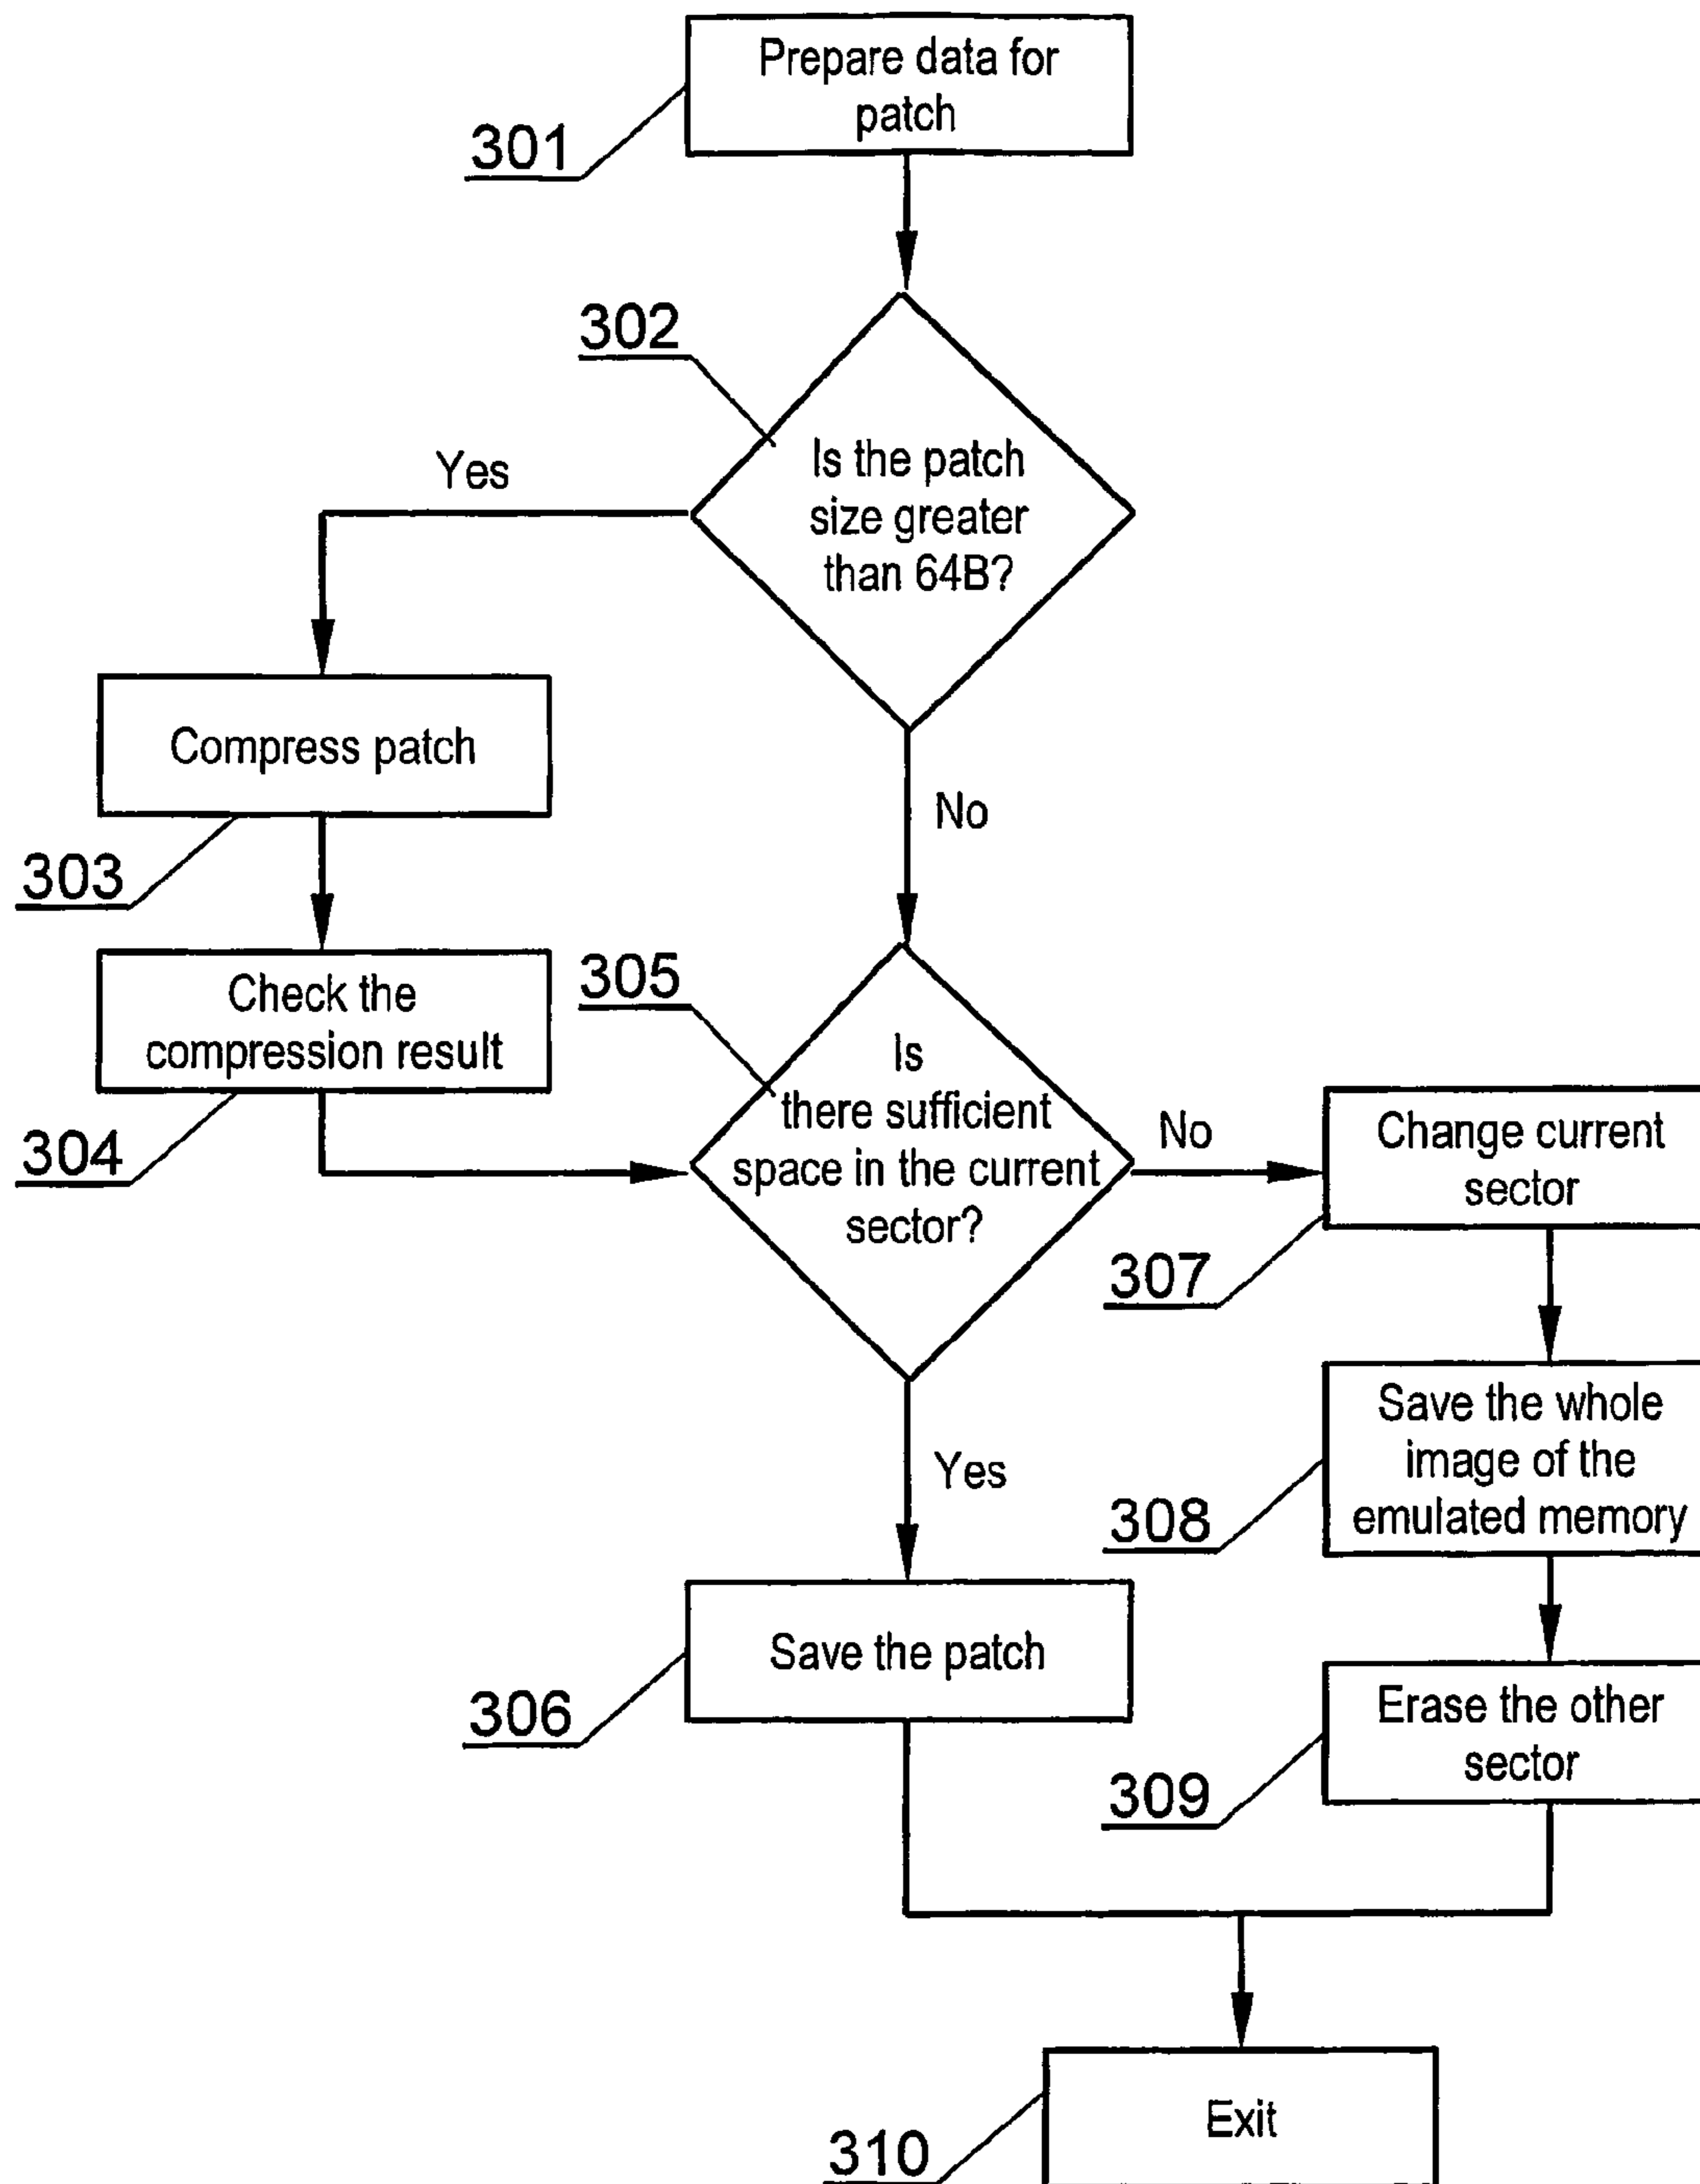 Prepare data for
patch
301
302
Is the patch
size greater
than 64B?
Yes
No
Compress patch
303
Check the
compression result
304
305
Is
there sufficient
space in the current
sector?
No
Yes
Change current
sector
307
Save the whole
image of the
emulated memory
308
Save the patch
306
Erase the other
sector
309
Exit
310